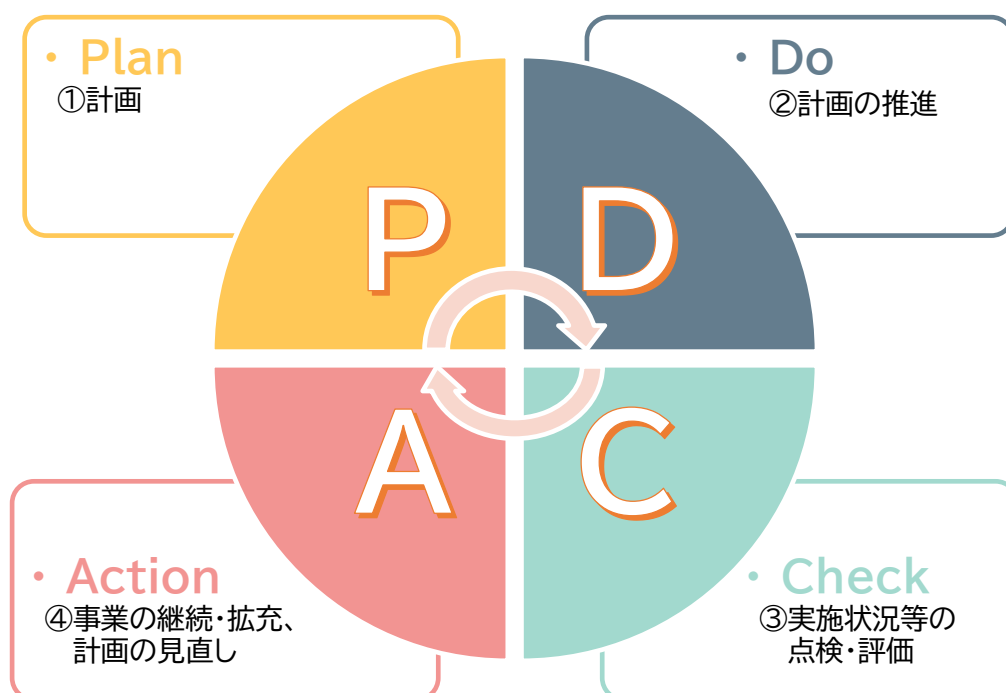 ・ Plan
①計画
・ Do
②計画の推進
P
D
A
C
・ Action
④事業の継続・拡充、
計画の見直し
・ Check
③実施状況等の
点検・評価